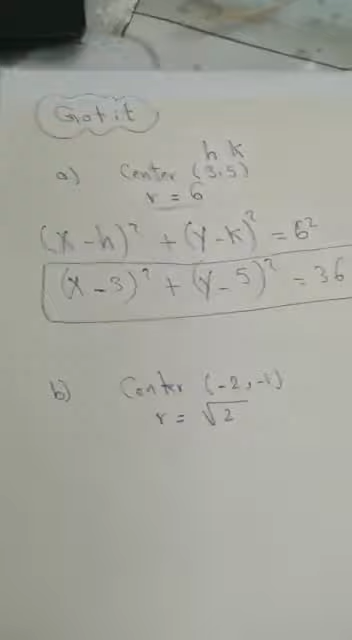 Got it
h k
a) Center (3,5)
r = 6
(x-h)² + (y-k)² = 6²
(x-3)² + (y-5)² = 36
b) Center (-2,-1)
r = √2